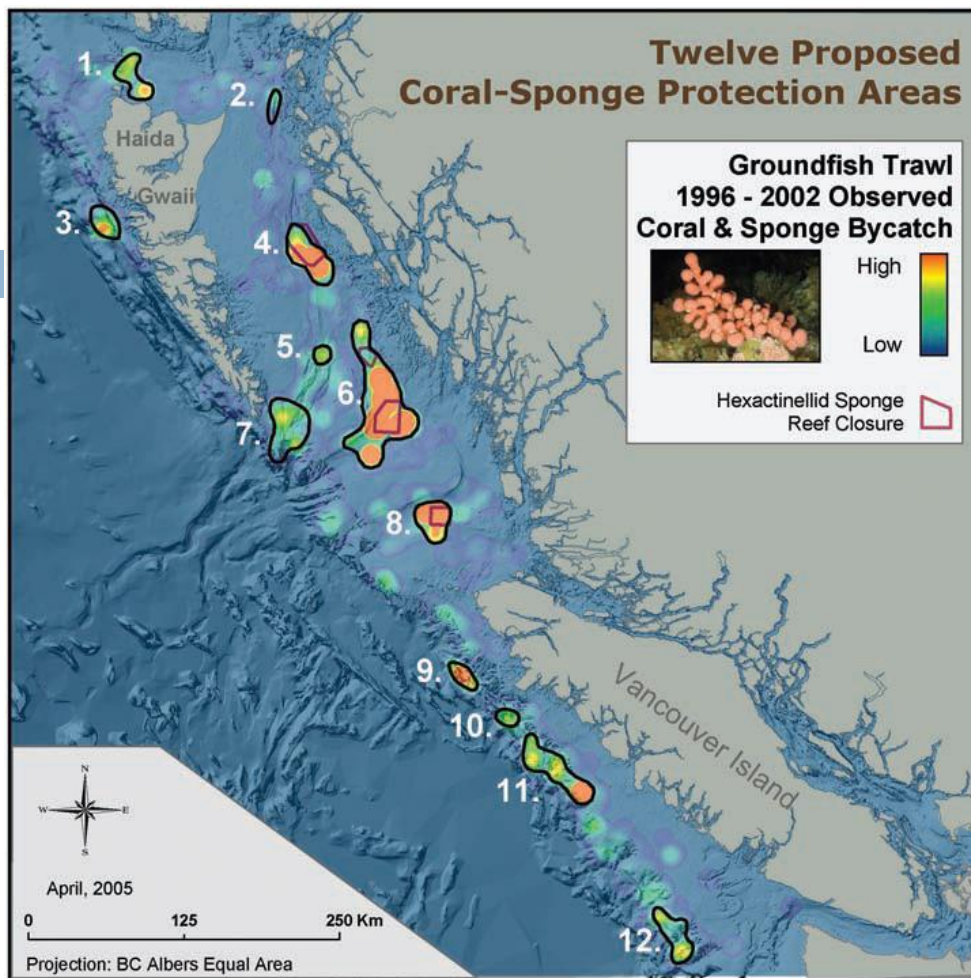 Twelve Proposed
Coral-Sponge Protection Areas
Groundfish Trawl
1996 - 2002 Observed
Coral & Sponge Bycatch
High
Low
Hexactinellid Sponge
Reef Closure
1.
2.
Haida
Gwaii
3.
4.
5.
6.
7.
8.
9.
10.
11.
12.
Vancouver Island
N
W E
S
April, 2005
0 125 250 Km
Projection: BC Albers Equal Area